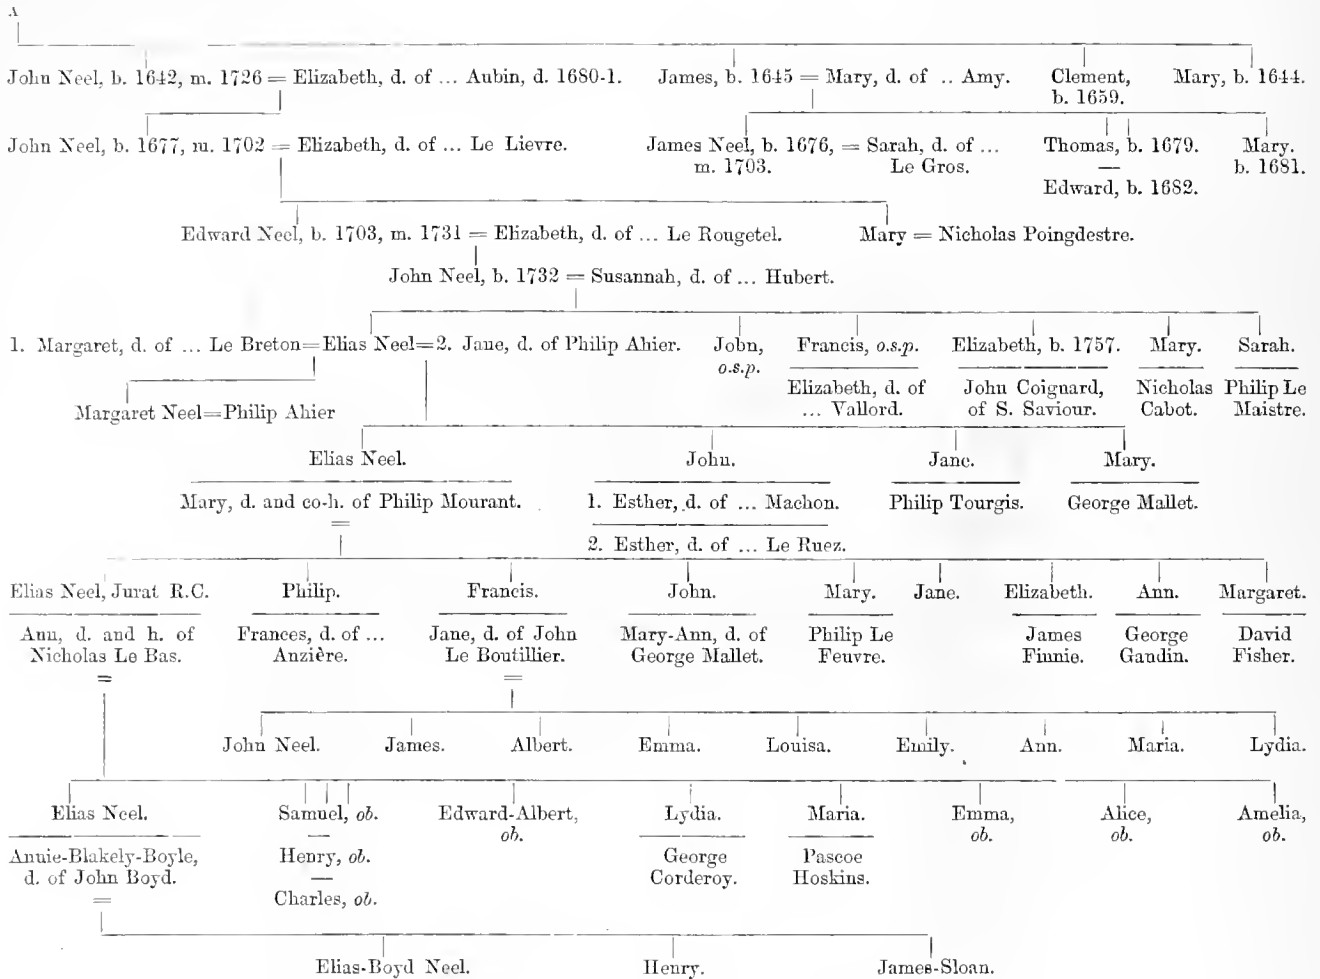 A
John Neel, b. 1642, m. 1726 = Elizabeth, d. of ... Aubin, d. 1680-1. James, b. 1645 = Mary, d. of .. Amy. Clement, Mary, b. 1644.
b. 1659.
John Neel, b. 1677, m. 1702 = Elizabeth, d. of ... Le Lievre. James Neel, b. 1676, = Sarah, d. of ... Thomas, b. 1679. Mary.
m. 1703. Le Gros. — b. 1681.
Edward, b. 1682.
Edward Neel, b. 1703, m. 1731 = Elizabeth, d. of ... Le Rougetel. Mary = Nicholas Poingdestre.
John Neel, b. 1732 = Susannah, d. of ... Hubert.
1. Margaret, d. of ... Le Breton=Elias Neel=2. Jane, d. of Philip Ahier. John, Francis, o.s.p. Elizabeth, b. 1757. Mary. Sarah.
o.s.p.
Elizabeth, d. of John Coignard, Nicholas Philip Le
... Vallord. of S. Saviour. Cabot. Maistre.
Margaret Neel=Philip Ahier
Elias Neel. John. Jane. Mary.
Mary, d. and co-h. of Philip Mourant. 1. Esther, d. of ... Machon. Philip Tourgis. George Mallet.
=
2. Esther, d. of ... Le Ruez.
Elias Neel, Jurat R.C. Philip. Francis. John. Mary. Jane. Elizabeth. Ann. Margaret.
Ann, d. and h. of Frances, d. of ... Jane, d. of John Mary-Ann, d. of Philip Le James George David
Nicholas Le Bas. Anzière. Le Boutillier. George Mallet. Feuvre. Finnie. Gaudin. Fisher.
= =
John Neel. James. Albert. Emma. Louisa. Emily. Ann. Maria. Lydia.
Elias Neel. Samuel, ob. Edward-Albert, Lydia. Maria. Emma, Alice, Amelia,
— ob. ob. ob. ob.
Annie-Blakely-Boyle, Henry, ob. George Pascoe
d. of John Boyd. — Corderoy. Hoskins.
= Charles, ob.
Elias-Boyd Neel. Henry. James-Sloan.